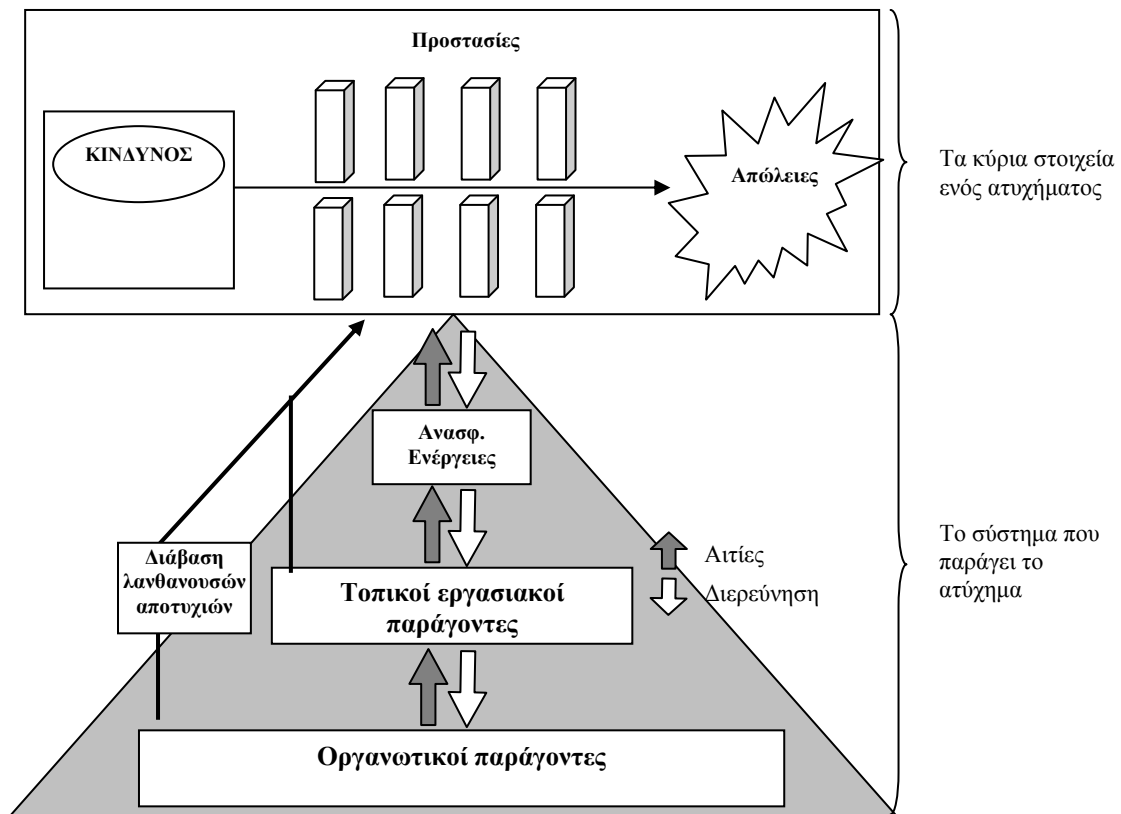 Προστασίες
ΚΙΝΔΥΝΟΣ
Απώλειες
Τα κύρια στοιχεία
ενός ατυχήματος
Ανασφ.
Ενέργειες
Διάβαση
λανθανουσών
αποτυχιών
Τοπικοί εργασιακοί
παράγοντες
Αιτίες
Διερεύνηση
Το σύστημα που
παράγει το
ατύχημα
Οργανωτικοί παράγοντες